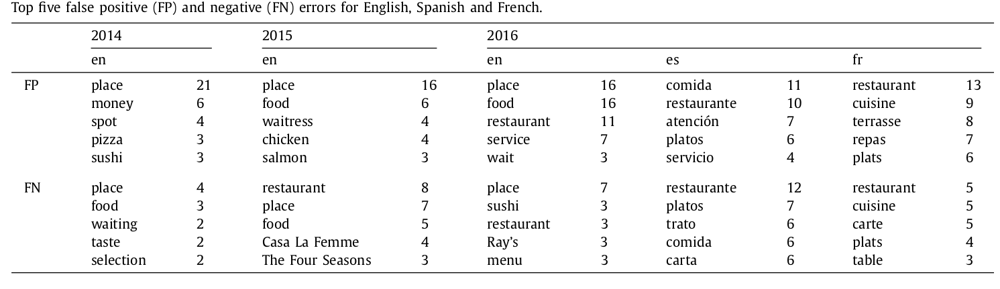 Top five false positive (FP) and negative (FN) errors for English, Spanish and French.
2014 2015 2016
en en en es fr
FP place 21 place 16 place 16 comida 11 restaurant 13
money 6 food 6 food 16 restaurante 10 cuisine 9
spot 4 waitress 4 restaurant 11 atención 7 terrasse 8
pizza 3 chicken 4 service 7 platos 6 repas 7
sushi 3 salmon 3 wait 3 servicio 4 plats 6
FN place 4 restaurant 8 place 7 restaurante 12 restaurant 5
food 3 place 7 sushi 3 platos 7 cuisine 5
waiting 2 food 5 restaurant 3 trato 6 carte 5
taste 2 Casa La Femme 4 Ray's 3 comida 6 plats 4
selection 2 The Four Seasons 3 menu 3 carta 6 table 3